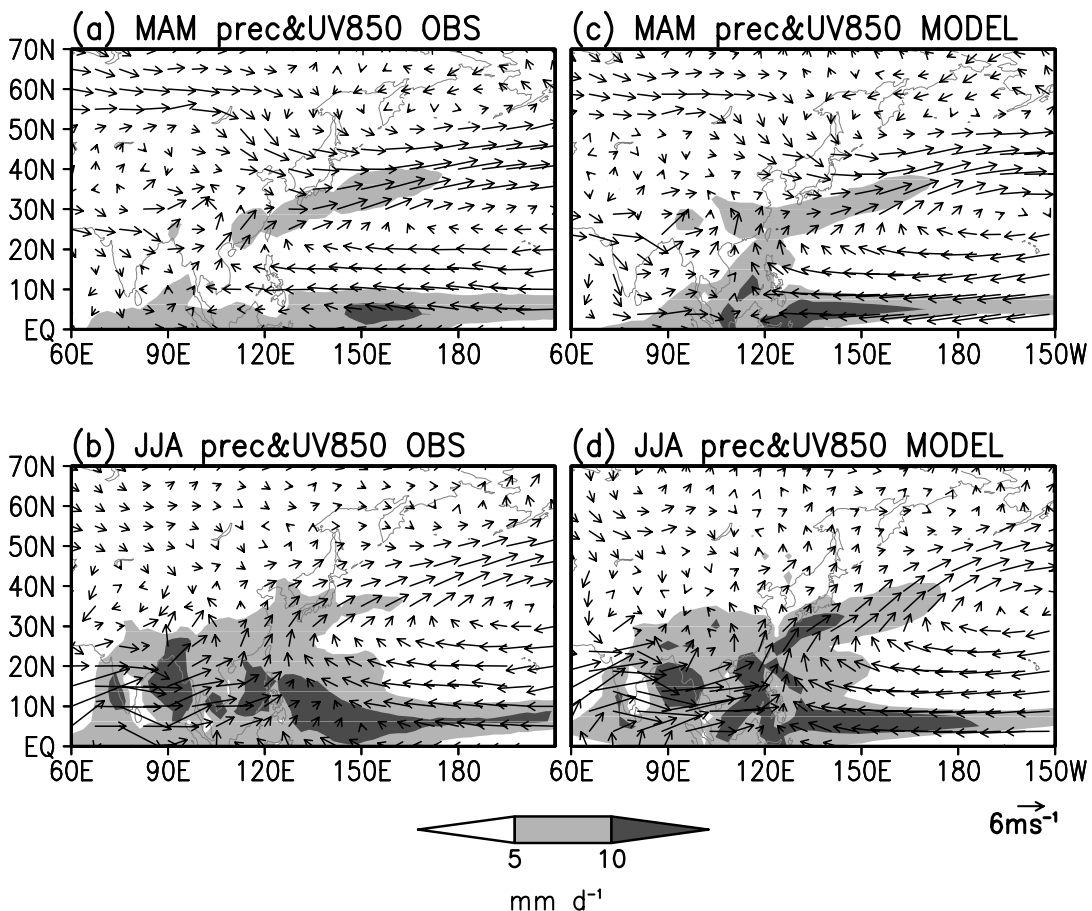 (a) MAM prec&UV850 OBS
(c) MAM prec&UV850 MODEL
70N
60N
50N
40N
30N
20N
10N
EQ
60E 90E 120E 150E 180
60E 90E 120E 150E 180 150W
(b) JJA prec&UV850 OBS
(d) JJA prec&UV850 MODEL
70N
60N
50N
40N
30N
20N
10N
EQ
60E 90E 120E 150E 180
60E 90E 120E 150E 180 150W
6ms⁻¹
5 10
mm d⁻¹